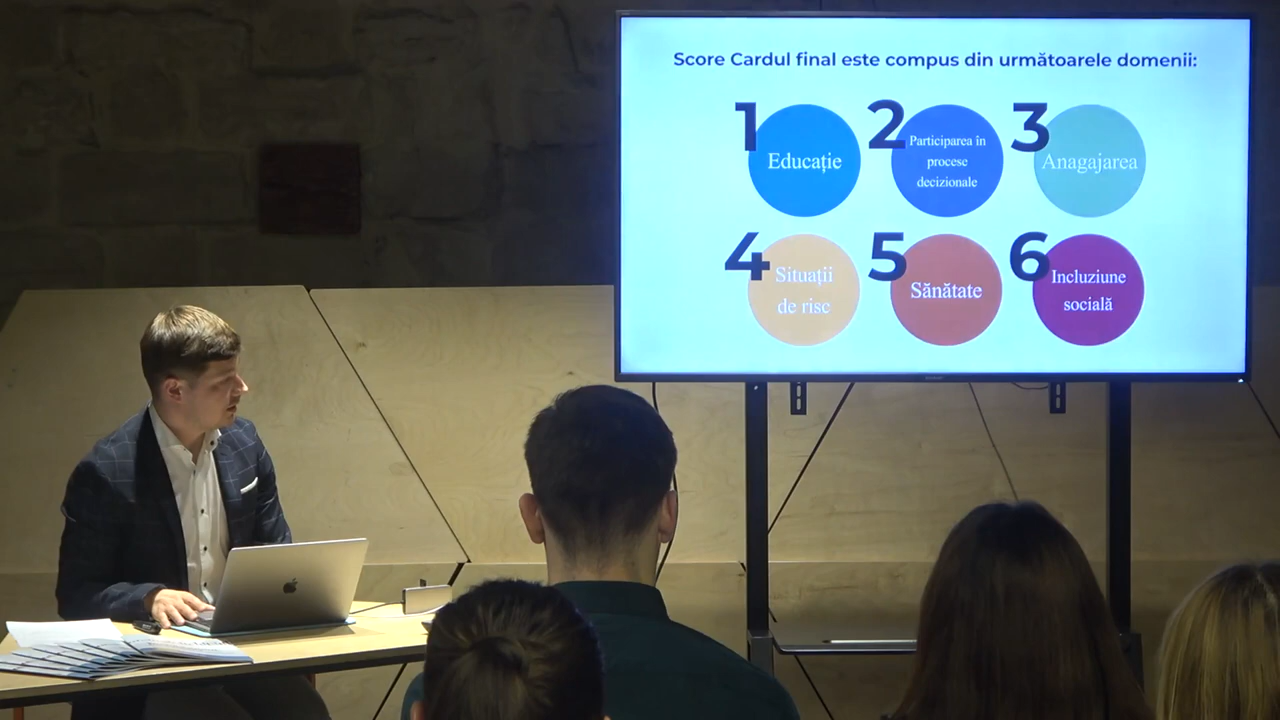 Score Cardul final este compus din următoarele domenii:
1
Educație
2
Participarea în
procese
decizionale
3
Anagajarea
4
Situații
de risc
5
Sănătate
6
Incluziune
socială